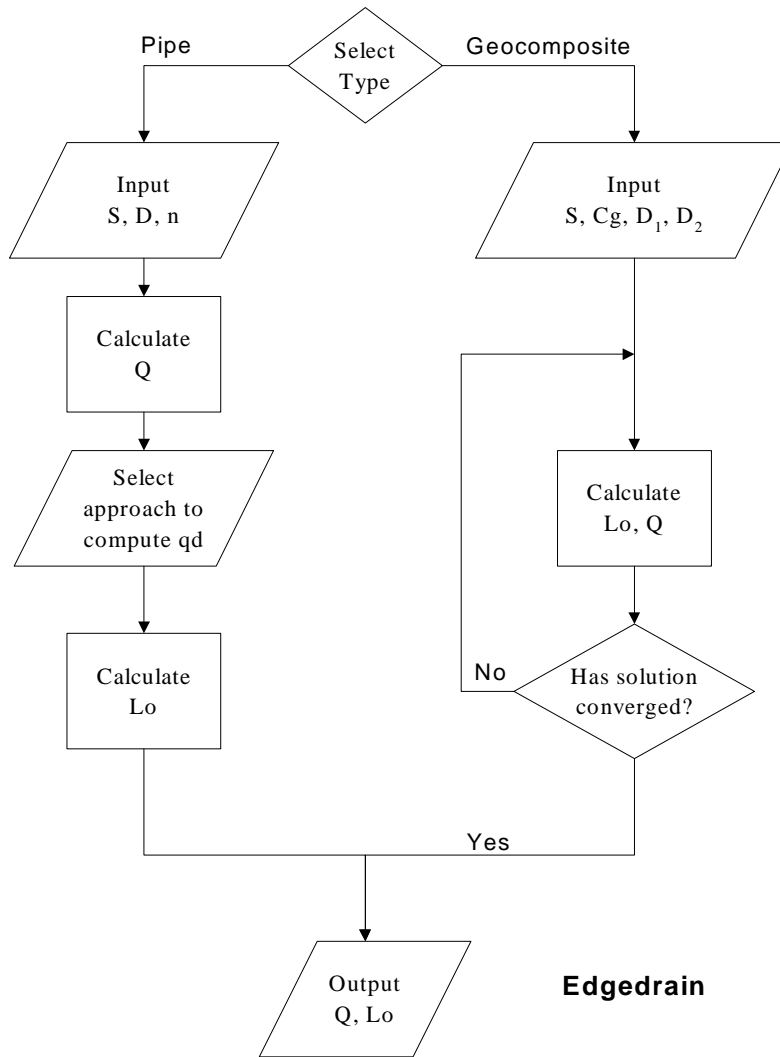 Pipe
Select
Type
Geocomposite
Input
S, D, n
Input
S, Cg, D₁, D₂
Calculate
Q
Select
approach to
compute qd
Calculate
Lo, Q
Calculate
Lo
No
Has solution
converged?
Yes
Output
Q, Lo
Edgedrain